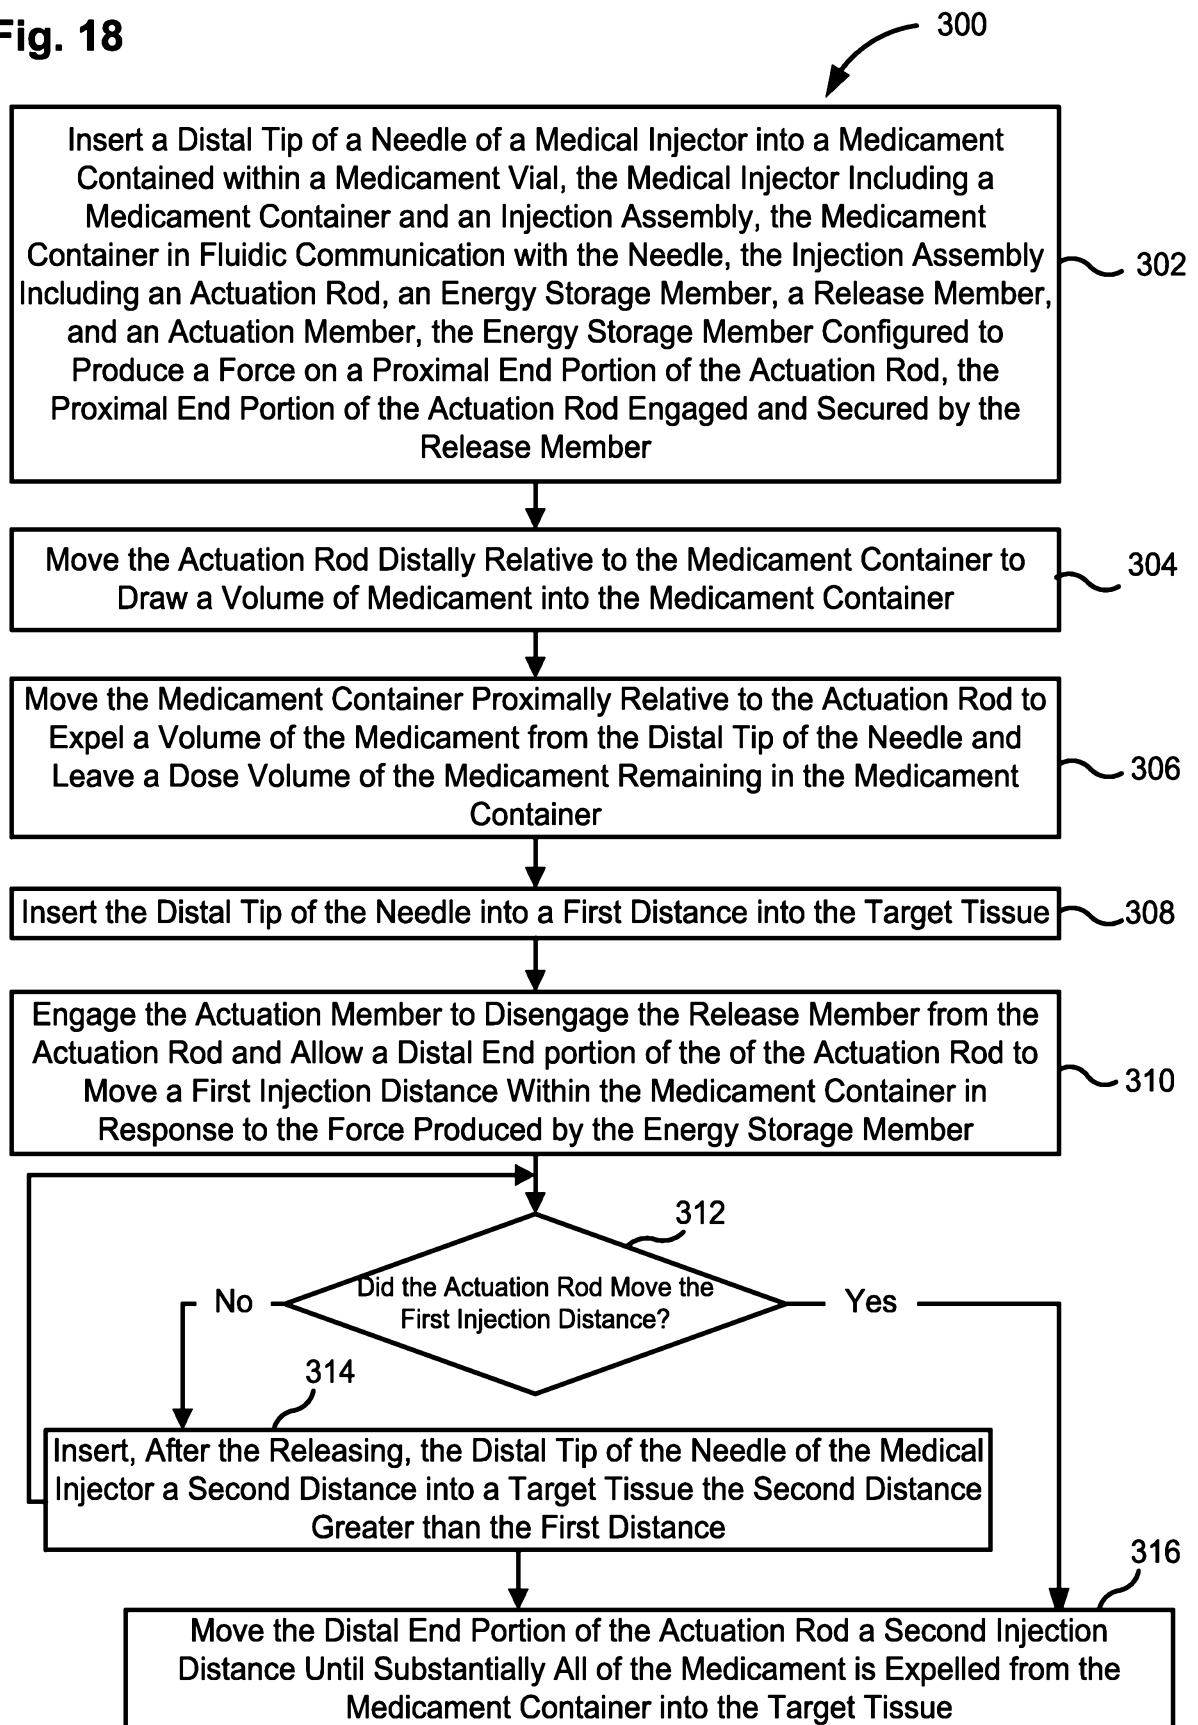 Fig. 18
300
Insert a Distal Tip of a Needle of a Medical Injector into a Medicament
Contained within a Medicament Vial, the Medical Injector Including a
Medicament Container and an Injection Assembly, the Medicament
Container in Fluidic Communication with the Needle, the Injection Assembly
Including an Actuation Rod, an Energy Storage Member, a Release Member,
and an Actuation Member, the Energy Storage Member Configured to
Produce a Force on a Proximal End Portion of the Actuation Rod, the
Proximal End Portion of the Actuation Rod Engaged and Secured by the
Release Member
302
Move the Actuation Rod Distally Relative to the Medicament Container to
Draw a Volume of Medicament into the Medicament Container
304
Move the Medicament Container Proximally Relative to the Actuation Rod to
Expel a Volume of the Medicament from the Distal Tip of the Needle and
Leave a Dose Volume of the Medicament Remaining in the Medicament
Container
306
Insert the Distal Tip of the Needle into a First Distance into the Target Tissue
308
Engage the Actuation Member to Disengage the Release Member from the
Actuation Rod and Allow a Distal End portion of the of the Actuation Rod to
Move a First Injection Distance Within the Medicament Container in
Response to the Force Produced by the Energy Storage Member
310
312
Did the Actuation Rod Move the
First Injection Distance?
No
Yes
314
Insert, After the Releasing, the Distal Tip of the Needle of the Medical
Injector a Second Distance into a Target Tissue the Second Distance
Greater than the First Distance
316
Move the Distal End Portion of the Actuation Rod a Second Injection
Distance Until Substantially All of the Medicament is Expelled from the
Medicament Container into the Target Tissue